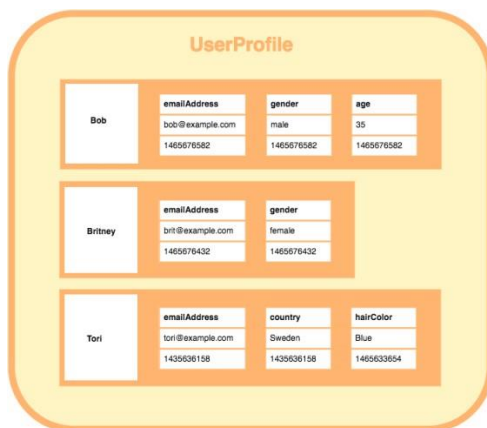 UserProfile
emailAddress gender age
Bob
bob@example.com male 35
1465676582 1465676582 1465676582
emailAddress gender
Britney
brit@example.com female
1465676432 1465676432
emailAddress country hairColor
Tori
tori@example.com Sweden Blue
1435636158 1435636158 1465633654